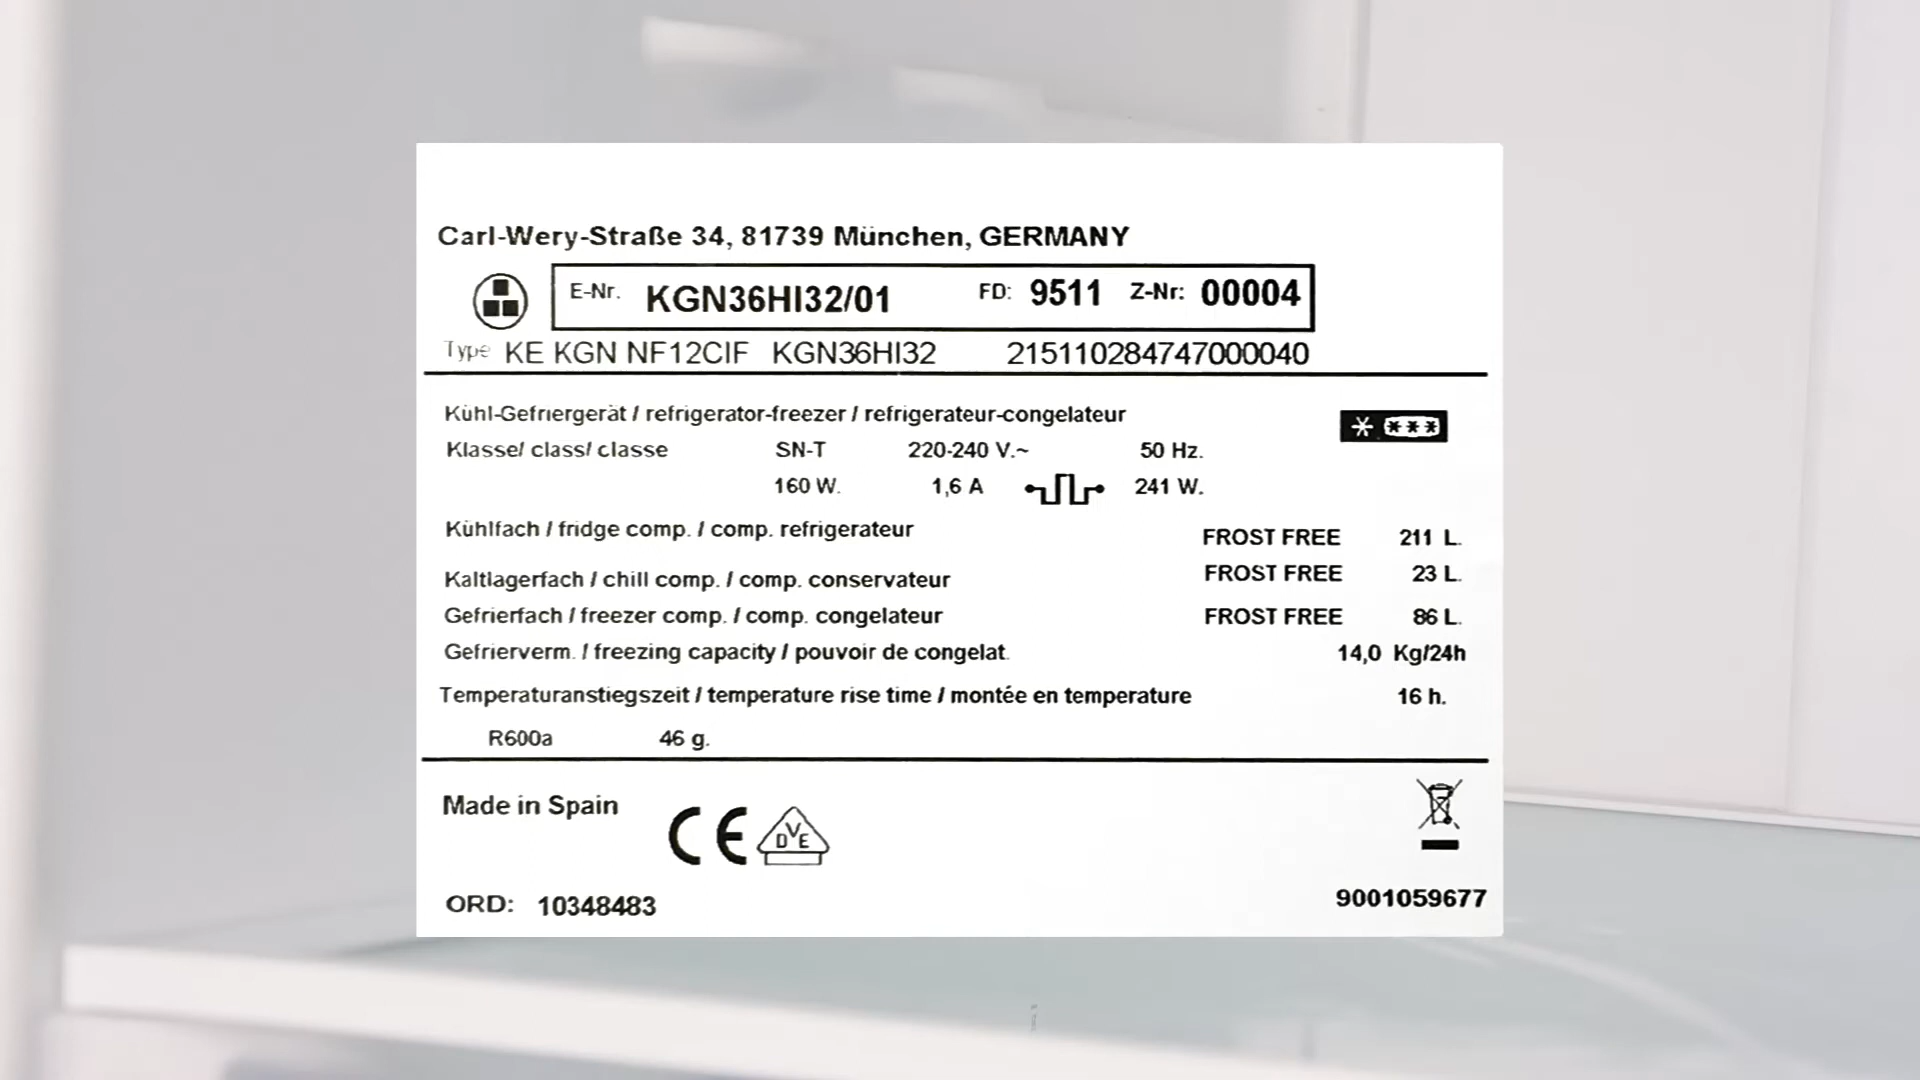 Carl-Wery-Straße 34, 81739 München, GERMANY
E-Nr. KGN36HI32/01 FD: 9511 Z-Nr: 00004
Type KE KGN NF12CIF KGN36HI32 215110284747000040
Kühl-Gefriergerät / refrigerator-freezer / refrigerateur-congelateur
Klasse/ class/ classe SN-T 220-240 V.~ 50 Hz.
160 W. 1,6 A 241 W.
Kühlfach / fridge comp. / comp. refrigerateur FROST FREE 211 L.
Kaltlagerfach / chill comp. / comp. conservateur FROST FREE 23 L.
Gefrierfach / freezer comp. / comp. congelateur FROST FREE 86 L.
Gefrierverm. / freezing capacity / pouvoir de congelat. 14,0 Kg/24h
Temperaturanstiegszeit / temperature rise time / montée en temperature 16 h.
R600a 46 g.
Made in Spain
CE DVE
ORD: 10348483
9001059677